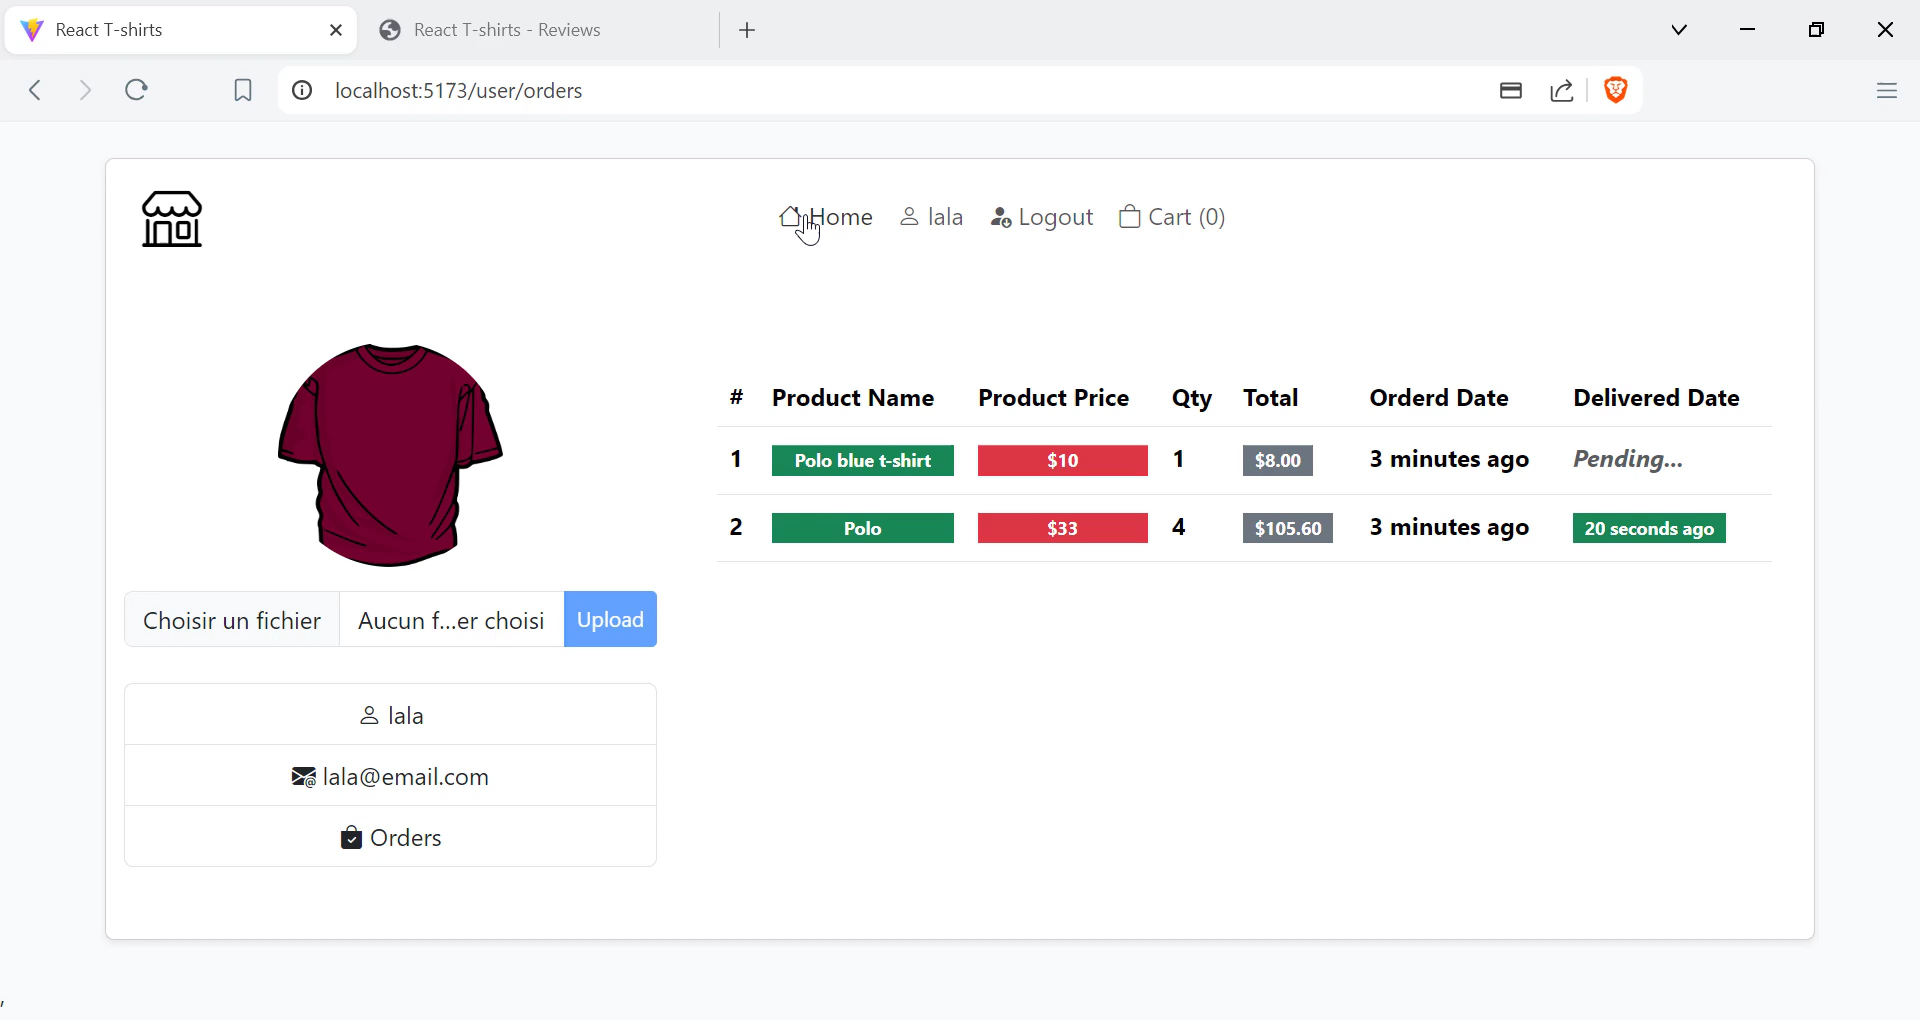 React T-shirts
React T-shirts - Reviews
localhost:5173/user/orders
Home lala Logout Cart (0)
# Product Name Product Price Qty Total Orderd Date Delivered Date
1 Polo blue t-shirt $10 1 $8.00 3 minutes ago Pending...
2 Polo $33 4 $105.60 3 minutes ago 20 seconds ago
Choisir un fichier Aucun f...er choisi Upload
lala
lala@email.com
Orders
,